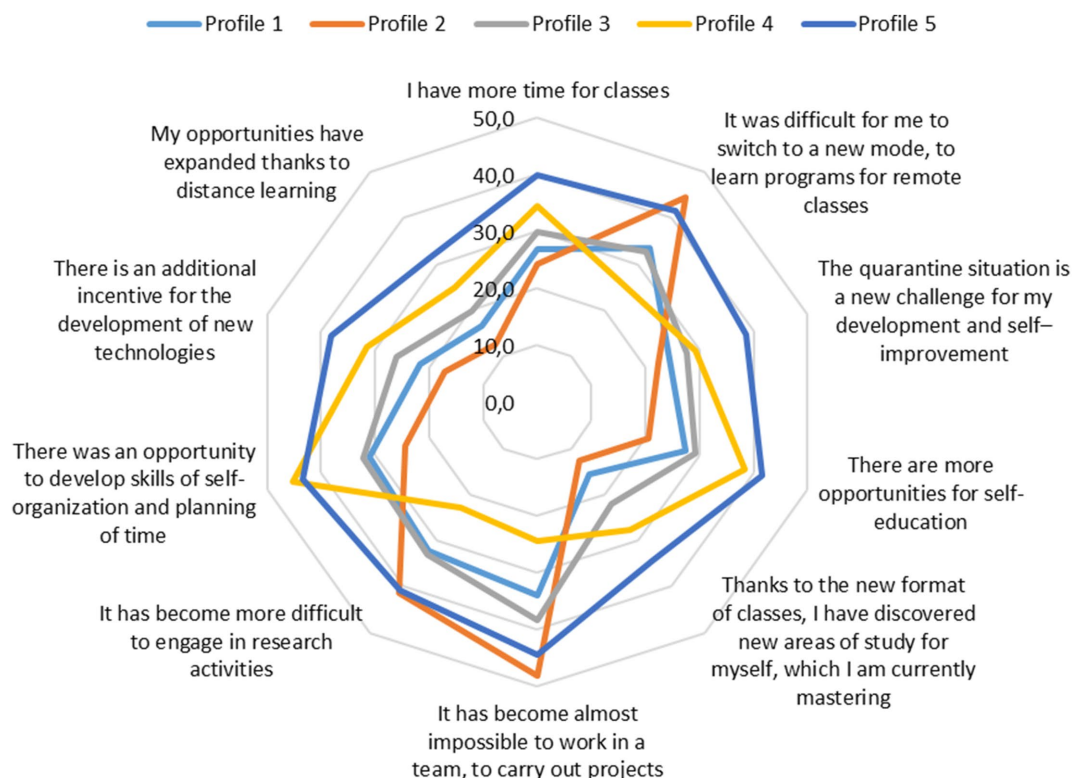 Profile 1 Profile 2 Profile 3 Profile 4 Profile 5
I have more time for classes
50,0
40,0
30,0
20,0
10,0
0,0
It was difficult for me to
switch to a new mode, to
learn programs for remote
classes
The quarantine situation is
a new challenge for my
development and self–
improvement
There are more
opportunities for self-
education
Thanks to the new format
of classes, I have discovered
new areas of study for
myself, which I am currently
mastering
It has become almost
impossible to work in a
team, to carry out projects
It has become more difficult
to engage in research
activities
There was an opportunity
to develop skills of self-
organization and planning
of time
There is an additional
incentive for the
development of new
technologies
My opportunities have
expanded thanks to
distance learning